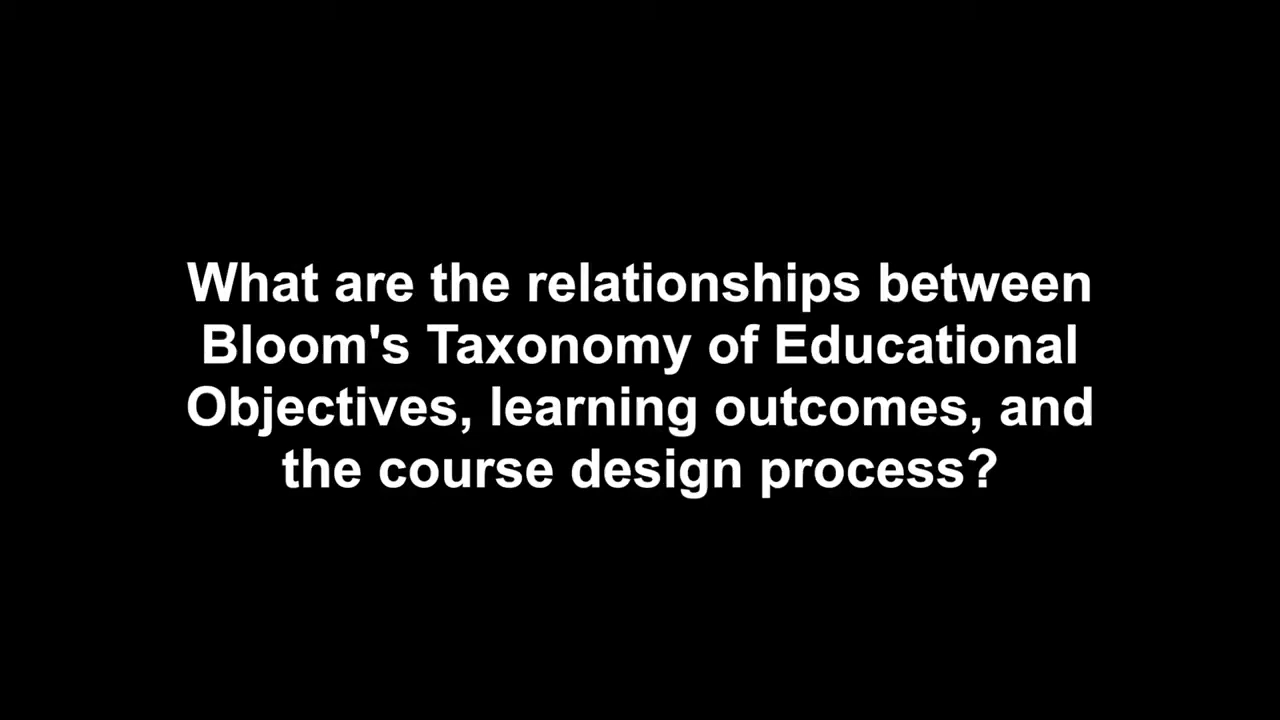 What are the relationships between
Bloom's Taxonomy of Educational
Objectives, learning outcomes, and
the course design process?